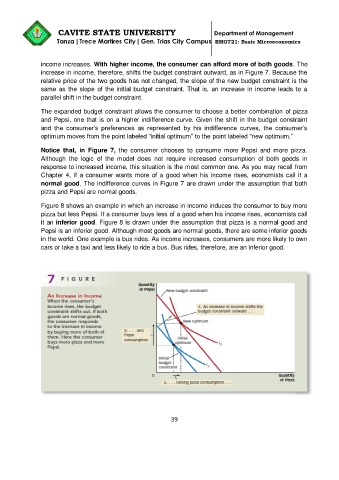 CAVITE STATE UNIVERSITY
Department of Management
Tanza |Trece Martires City| Gen. Trias City Campus BMGT21: Basic Microeconomics
income increases. With higher income, the consumer can afford more of both goods. The
increase in income, therefore, shifts the budget constraint outward, as in Figure 7. Because the
relative price of the two goods has not changed, the slope of the new budget constraint is the
same as the slope of the initial budget constraint. That is, an increase in income leads to a
parallel shift in the budget constraint.
The expanded budget constraint allows the consumer to choose a better combination of pizza
and Pepsi, one that is on a higher indifference curve. Given the shift in the budget constraint
and the consumer's preferences as represented by his indifference curves, the consumer's
optimum moves from the point labeled "initial optimum" to the point labeled "new optimum."
Notice that, in Figure 7, the consumer chooses to consume more Pepsi and more pizza.
Although the logic of the model does not require increased consumption of both goods in
response to increased income, this situation is the most common one. As you may recall from
Chapter 4, if a consumer wants more of a good when his income rises, economists call it a
normal good. The indifference curves in Figure 7 are drawn under the assumption that both
pizza and Pepsi are normal goods.
Figure 8 shows an example in which an increase in income induces the consumer to buy more
pizza but less Pepsi. If a consumer buys less of a good when his income rises, economists call
it an inferior good. Figure 8 is drawn under the assumption that pizza is a normal good and
Pepsi is an inferior good. Although most goods are normal goods, there are some inferior goods
in the world. One example is bus rides. As income increases, consumers are more likely to own
cars or take a taxi and less likely to ride a bus. Bus rides, therefore, are an inferior good.
7 FIGURE
An Increase in Income
When the consumer's
income rises, the budget
constraint shifts out. If both
goods are normal goods,
the consumer responds
to the increase in income
by buying more of both of
them. Here the consumer
buys more pizza and more
Pepsi.
Quantity
of Pepsi
New budget constraint
1. An increase in income shifts the
budget constraint outward . . .
New optimum
3. . . . and
Pepsi
consumption.
Initial
optimum
I₂
Initial
budget
constraint
I₁
0
Quantity
of Pizza
2. . . . raising pizza consumption . . .
39